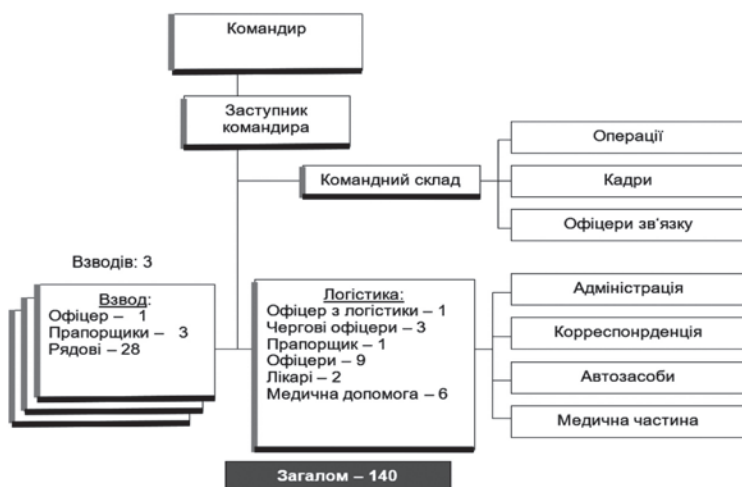 Командир
Заступник
командира
Командний склад
Операції
Кадри
Офіцери зв'язку
Взводів: 3
Взвод:
Офіцер – 1
Прапорщики – 3
Рядові – 28
Логістика:
Офіцер з логістики – 1
Чергові офіцери – 3
Прапорщик – 1
Офіцери – 9
Лікарі – 2
Медична допомога – 6
Адміністрація
Корреспонрденція
Автозасоби
Медична частина
Загалом – 140